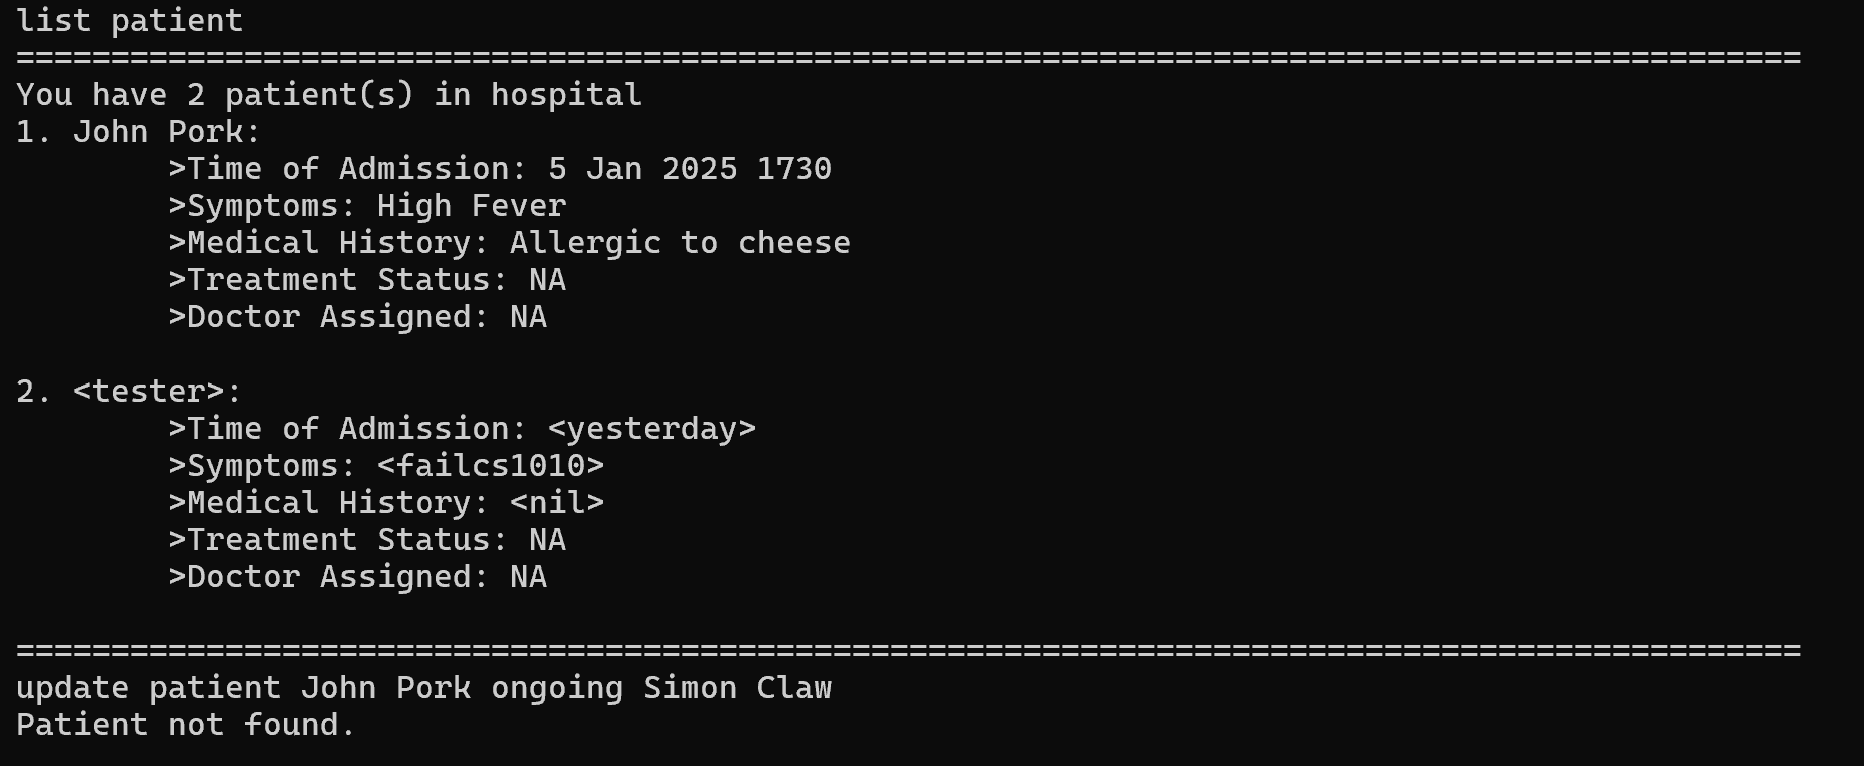 list patient
==============================================================================================
You have 2 patient(s) in hospital
1. John Pork:
        >Time of Admission: 5 Jan 2025 1730
        >Symptoms: High Fever
        >Medical History: Allergic to cheese
        >Treatment Status: NA
        >Doctor Assigned: NA
2. <tester>:
        >Time of Admission: <yesterday>
        >Symptoms: <failcs1010>
        >Medical History: <nil>
        >Treatment Status: NA
        >Doctor Assigned: NA
==============================================================================================
update patient John Pork ongoing Simon Claw
Patient not found.